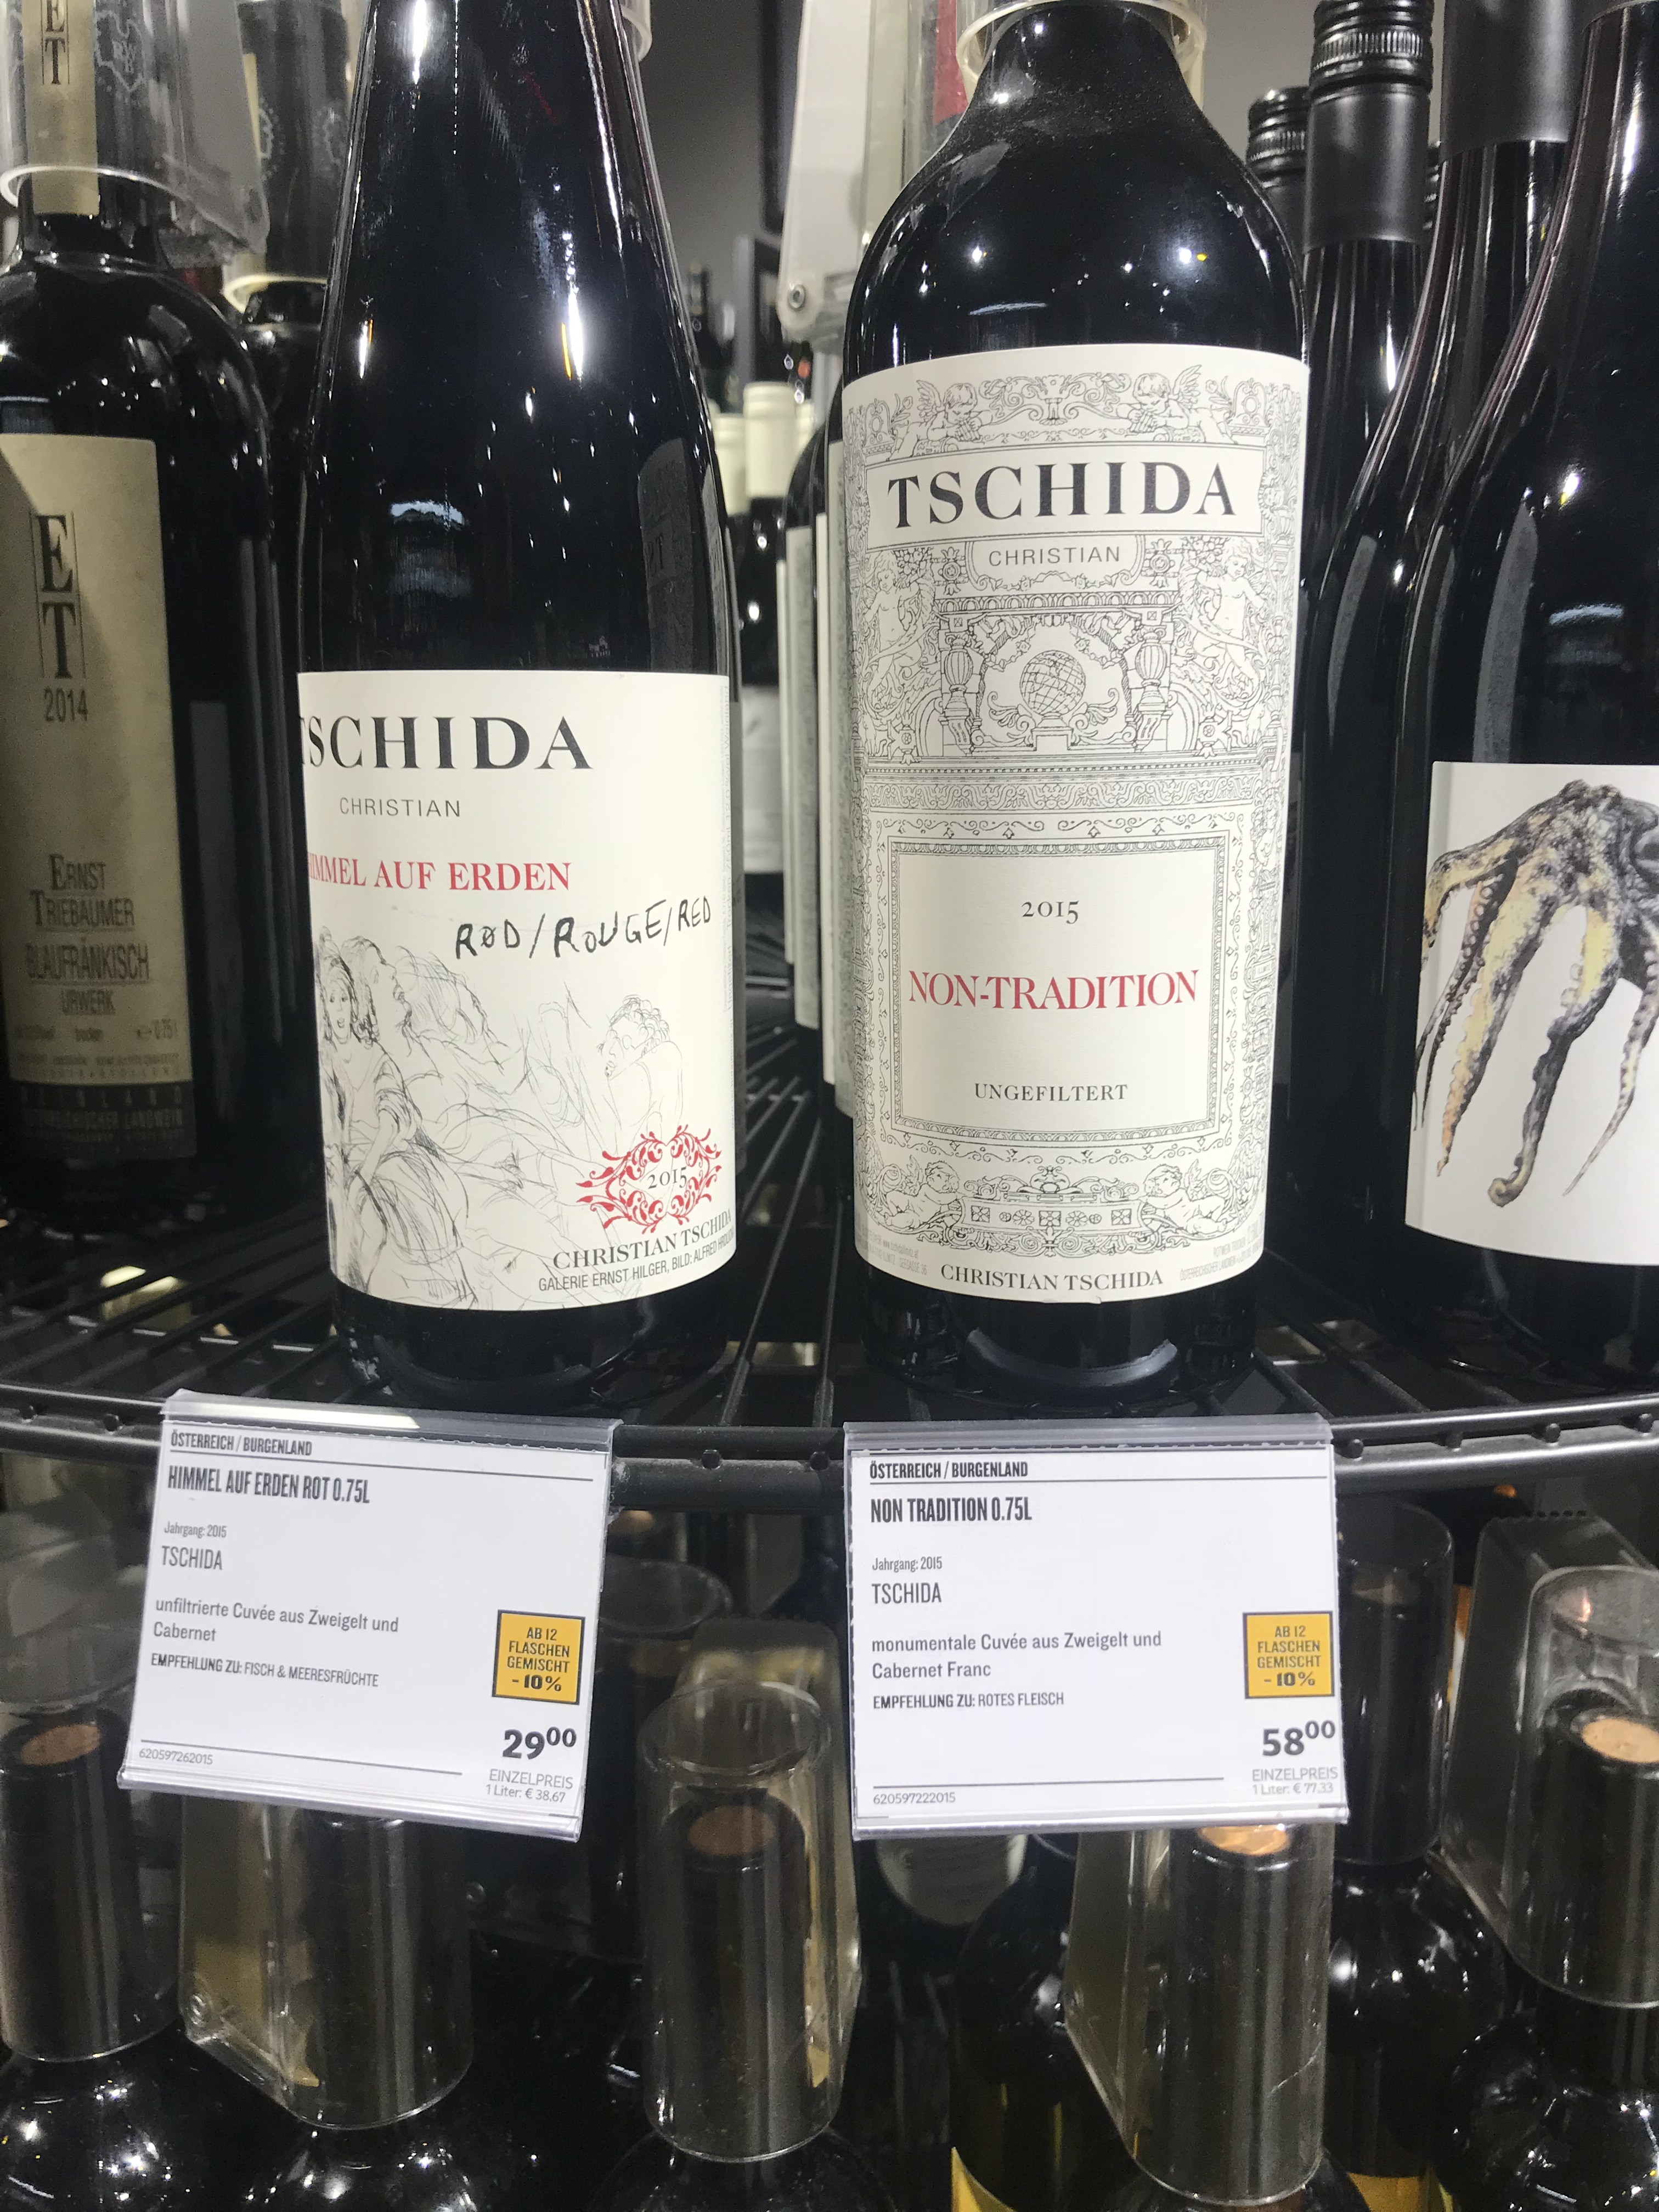 ET
ET
2014
ERNST
TRIEBAUMER
BLAUFRÄNKISCH
URWERK
trocken
0,75l
TSCHIDA
CHRISTIAN
HIMMEL AUF ERDEN
RØD/ROUGE/RED
2015
CHRISTIAN TSCHIDA
GALERIE ERNST HILGER, BILD: ALFRED
TSCHIDA
CHRISTIAN
2015
NON-TRADITION
UNGEFILTERT
CHRISTIAN TSCHIDA
ÖSTERREICH / BURGENLAND
HIMMEL AUF ERDEN ROT 0.75L
Jahrgang: 2015
TSCHIDA
unfiltrierte Cuvée aus Zweigelt und
Cabernet
EMPFEHLUNG ZU: FISCH & MEERESFRÜCHTE
AB 12
FLASCHEN
GEMISCHT
- 10%
2900
EINZELPREIS
1 Liter: € 38.67
620597262015
ÖSTERREICH / BURGENLAND
NON TRADITION 0.75L
Jahrgang: 2015
TSCHIDA
monumentale Cuvée aus Zweigelt und
Cabernet Franc
EMPFEHLUNG ZU: ROTES FLEISCH
AB 12
FLASCHEN
GEMISCHT
- 10%
5800
EINZELPREIS
1 Liter: € 77.33
620597222015